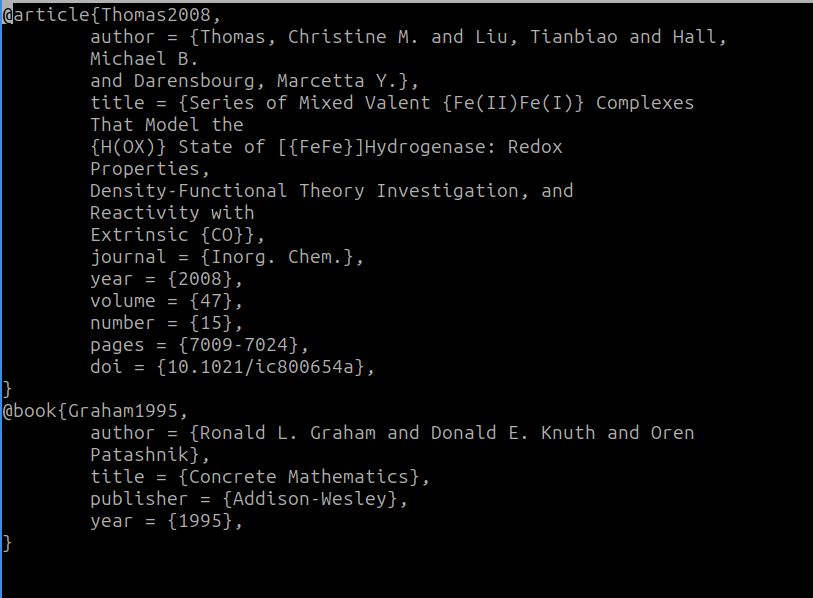 @article{Thomas2008,
author = {Thomas, Christine M. and Liu, Tianbiao and Hall,
Michael B.
and Darensbourg, Marcetta Y.},
title = {Series of Mixed Valent {Fe(II)Fe(I)} Complexes
That Model the
{H(OX)} State of [{FeFe}]Hydrogenase: Redox
Properties,
Density-Functional Theory Investigation, and
Reactivity with
Extrinsic {CO}},
journal = {Inorg. Chem.},
year = {2008},
volume = {47},
number = {15},
pages = {7009-7024},
doi = {10.1021/ic800654a},
}
@book{Graham1995,
author = {Ronald L. Graham and Donald E. Knuth and Oren
Patashnik},
title = {Concrete Mathematics},
publisher = {Addison-Wesley},
year = {1995},
}